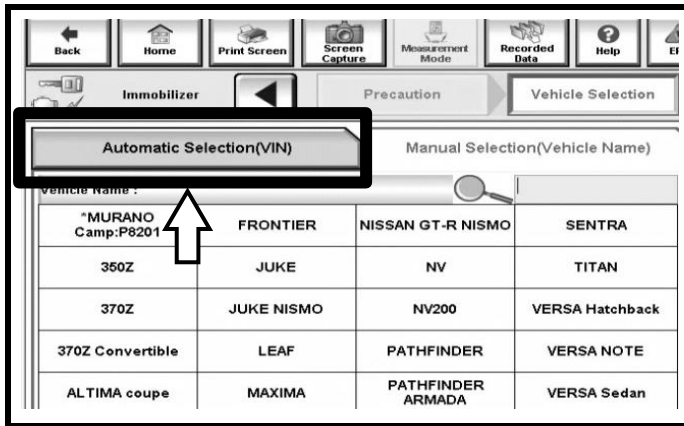 Back
Home
Print Screen
Screen
Capture
Measurement
Mode
Recorded
Data
Help
Immobilizer
Precaution
Vehicle Selection
Automatic Selection(VIN)
Manual Selection(Vehicle Name)
Vehicle Name :
*MURANO
Camp:P8201
FRONTIER
NISSAN GT-R NISMO
SENTRA
350Z
JUKE
NV
TITAN
370Z
JUKE NISMO
NV200
VERSA Hatchback
370Z Convertible
LEAF
PATHFINDER
VERSA NOTE
ALTIMA coupe
MAXIMA
PATHFINDER
ARMADA
VERSA Sedan